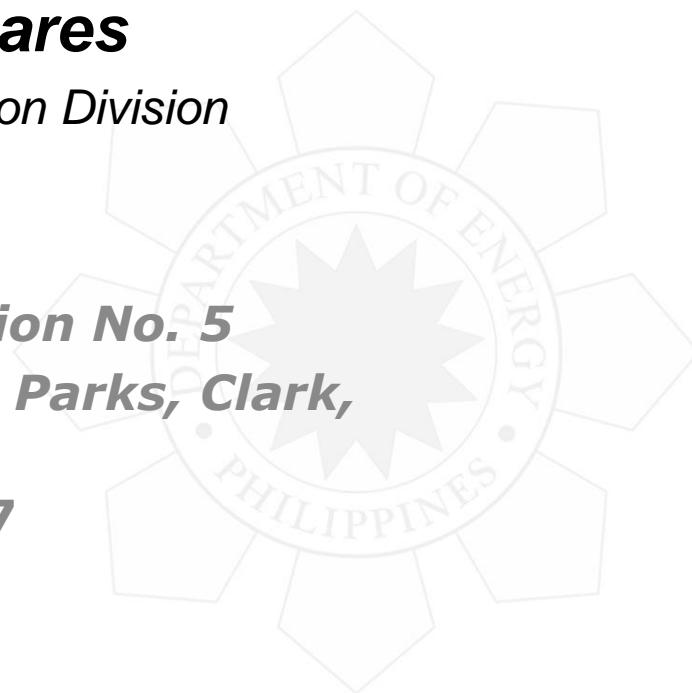 ares
on Division
ion No. 5
Parks, Clark,
7
DEPARTMENT OF ENERGY
PHILIPPINES